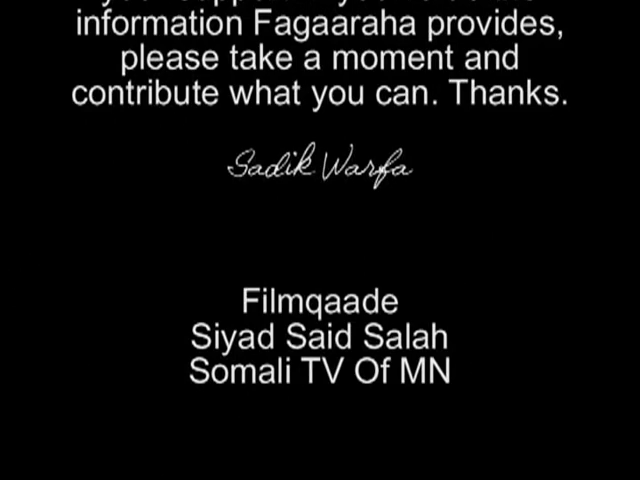 information Fagaaraha provides,
please take a moment and
contribute what you can. Thanks.
Sadik Warfa
Filmqaade
Siyad Said Salah
Somali TV Of MN